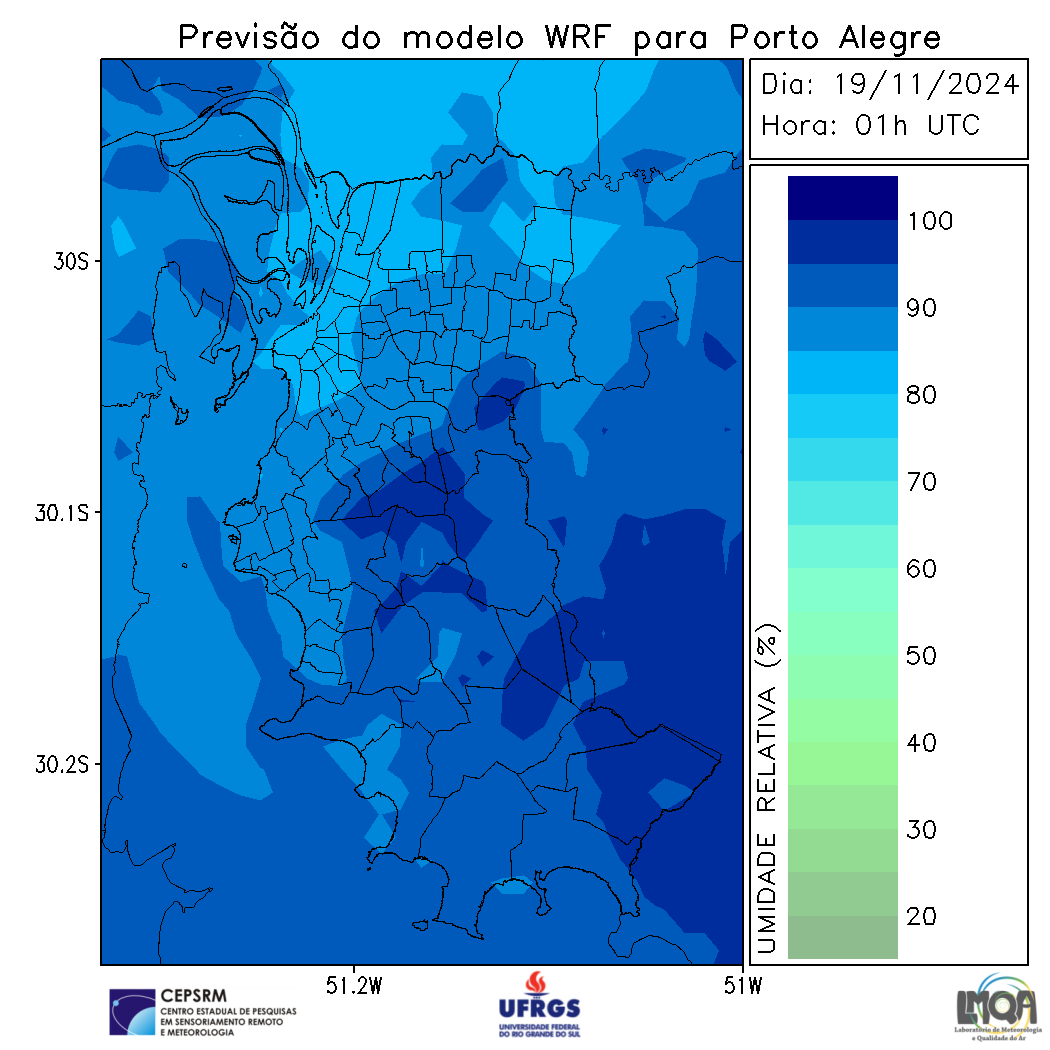 Previsão do modelo WRF para Porto Alegre
Dia: 19/11/2024
Hora: 01h UTC
30S
30.1S
30.2S
51.2W
51W
UMIDADE RELATIVA (%)
100
90
80
70
60
50
40
30
20
CEPSRM
CENTRO ESTADUAL DE PESQUISAS
EM SENSORIAMENTO REMOTO
E METEOROLOGIA
UFRGS
UNIVERSIDADE FEDERAL
DO RIO GRANDE DO SUL
LMQA
Laboratório de Meteorologia
e Qualidade do Ar